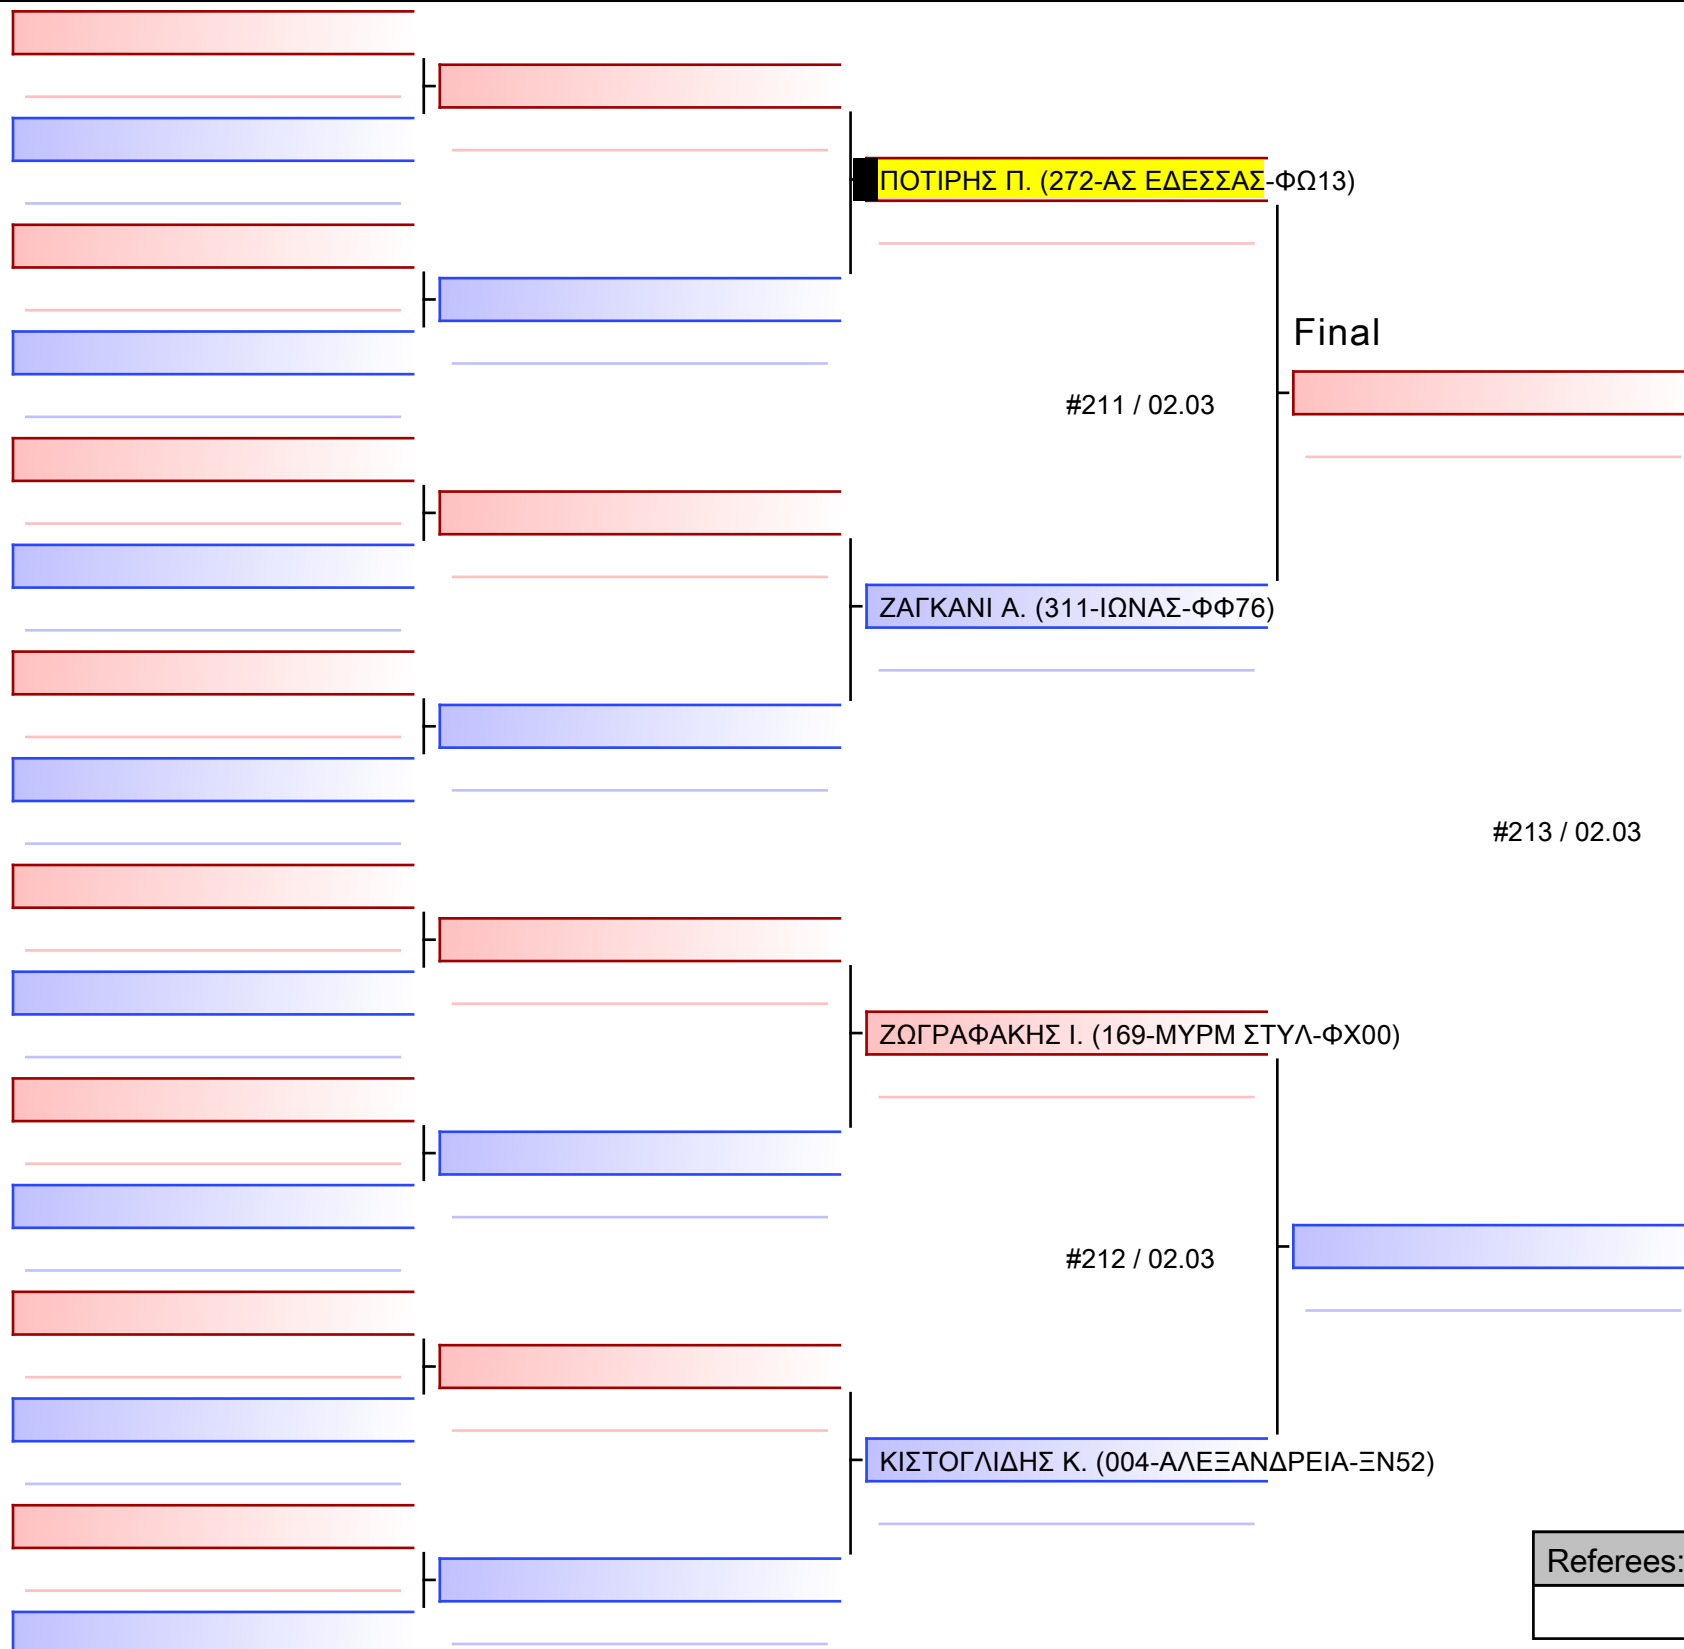 ΠΟΤΙΡΗΣ Π. (272-ΑΣ ΕΔΕΣΣΑΣ-ΦΩ13)
Final
#211 / 02.03
ΖΑΓΚΑΝΙ Α. (311-ΙΩΝΑΣ-ΦΦ76)
#213 / 02.03
ΖΩΓΡΑΦΑΚΗΣ Ι. (169-ΜΥΡΜ ΣΤΥΛ-ΦΧ00)
#212 / 02.03
ΚΙΣΤΟΓΛΙΔΗΣ Κ. (004-ΑΛΕΞΑΝΔΡΕΙΑ-ΞΝ52)
Referees: